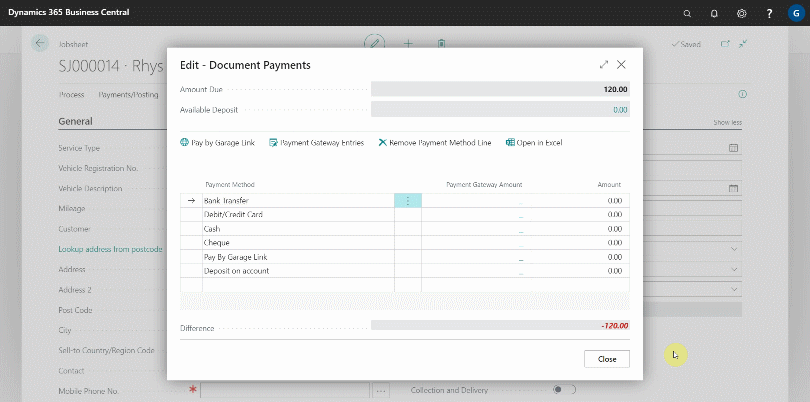 Dynamics 365 Business Central
?
G
Jobsheet
Saved
SJ000014 · Rhys
Process
Payments/Posting
General
Show less
Service Type
Vehicle Registration No.
Vehicle Description
Mileage
Customer
Lookup address from postcode
Address
Address 2
Post Code
City
Sell-to Country/Region Code
Contact
Mobile Phone No.
Collection and Delivery
Edit - Document Payments
Amount Due 120.00
Available Deposit 0.00
Pay by Garage Link Payment Gateway Entries Remove Payment Method Line Open in Excel
Payment Method Payment Gateway Amount Amount
Bank Transfer _ 0.00
Debit/Credit Card _ 0.00
Cash _ 0.00
Cheque _ 0.00
Pay By Garage Link _ 0.00
Deposit on account _ 0.00
Difference -120.00
Close